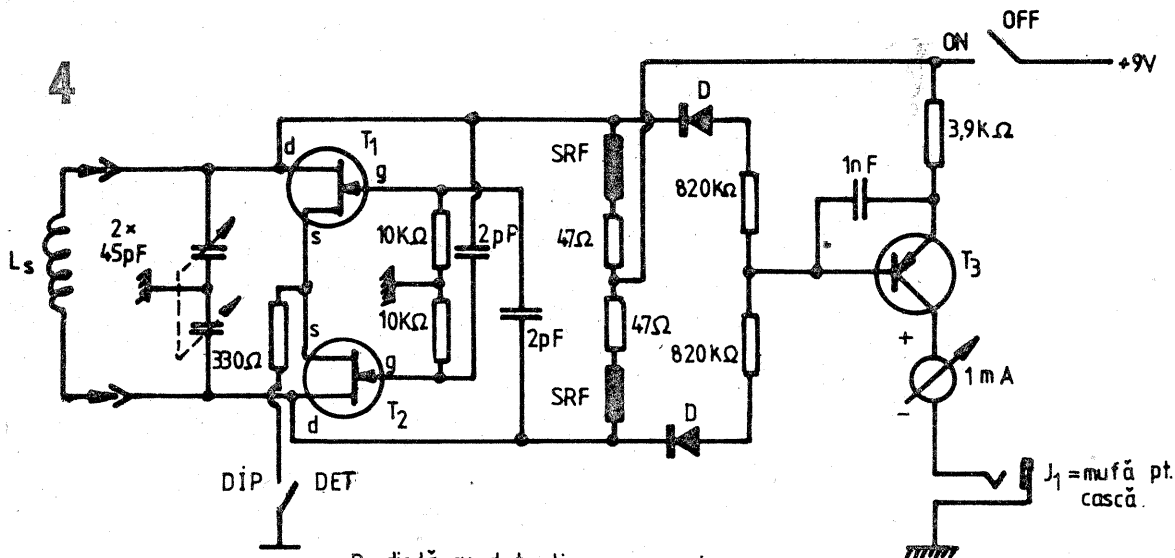 4
OFF
ON
+9V
D
3,9KΩ
d
T1
g
SRF
1nF
820KΩ
2×
45pF
10KΩ
2pF
47Ω
Ls
s
T3
10KΩ
2pF
47Ω
820KΩ
330Ω
s
g
+
1mA
-
SRF
T2
d
D
DİP
DET
J1 = mufă pt.
cască.